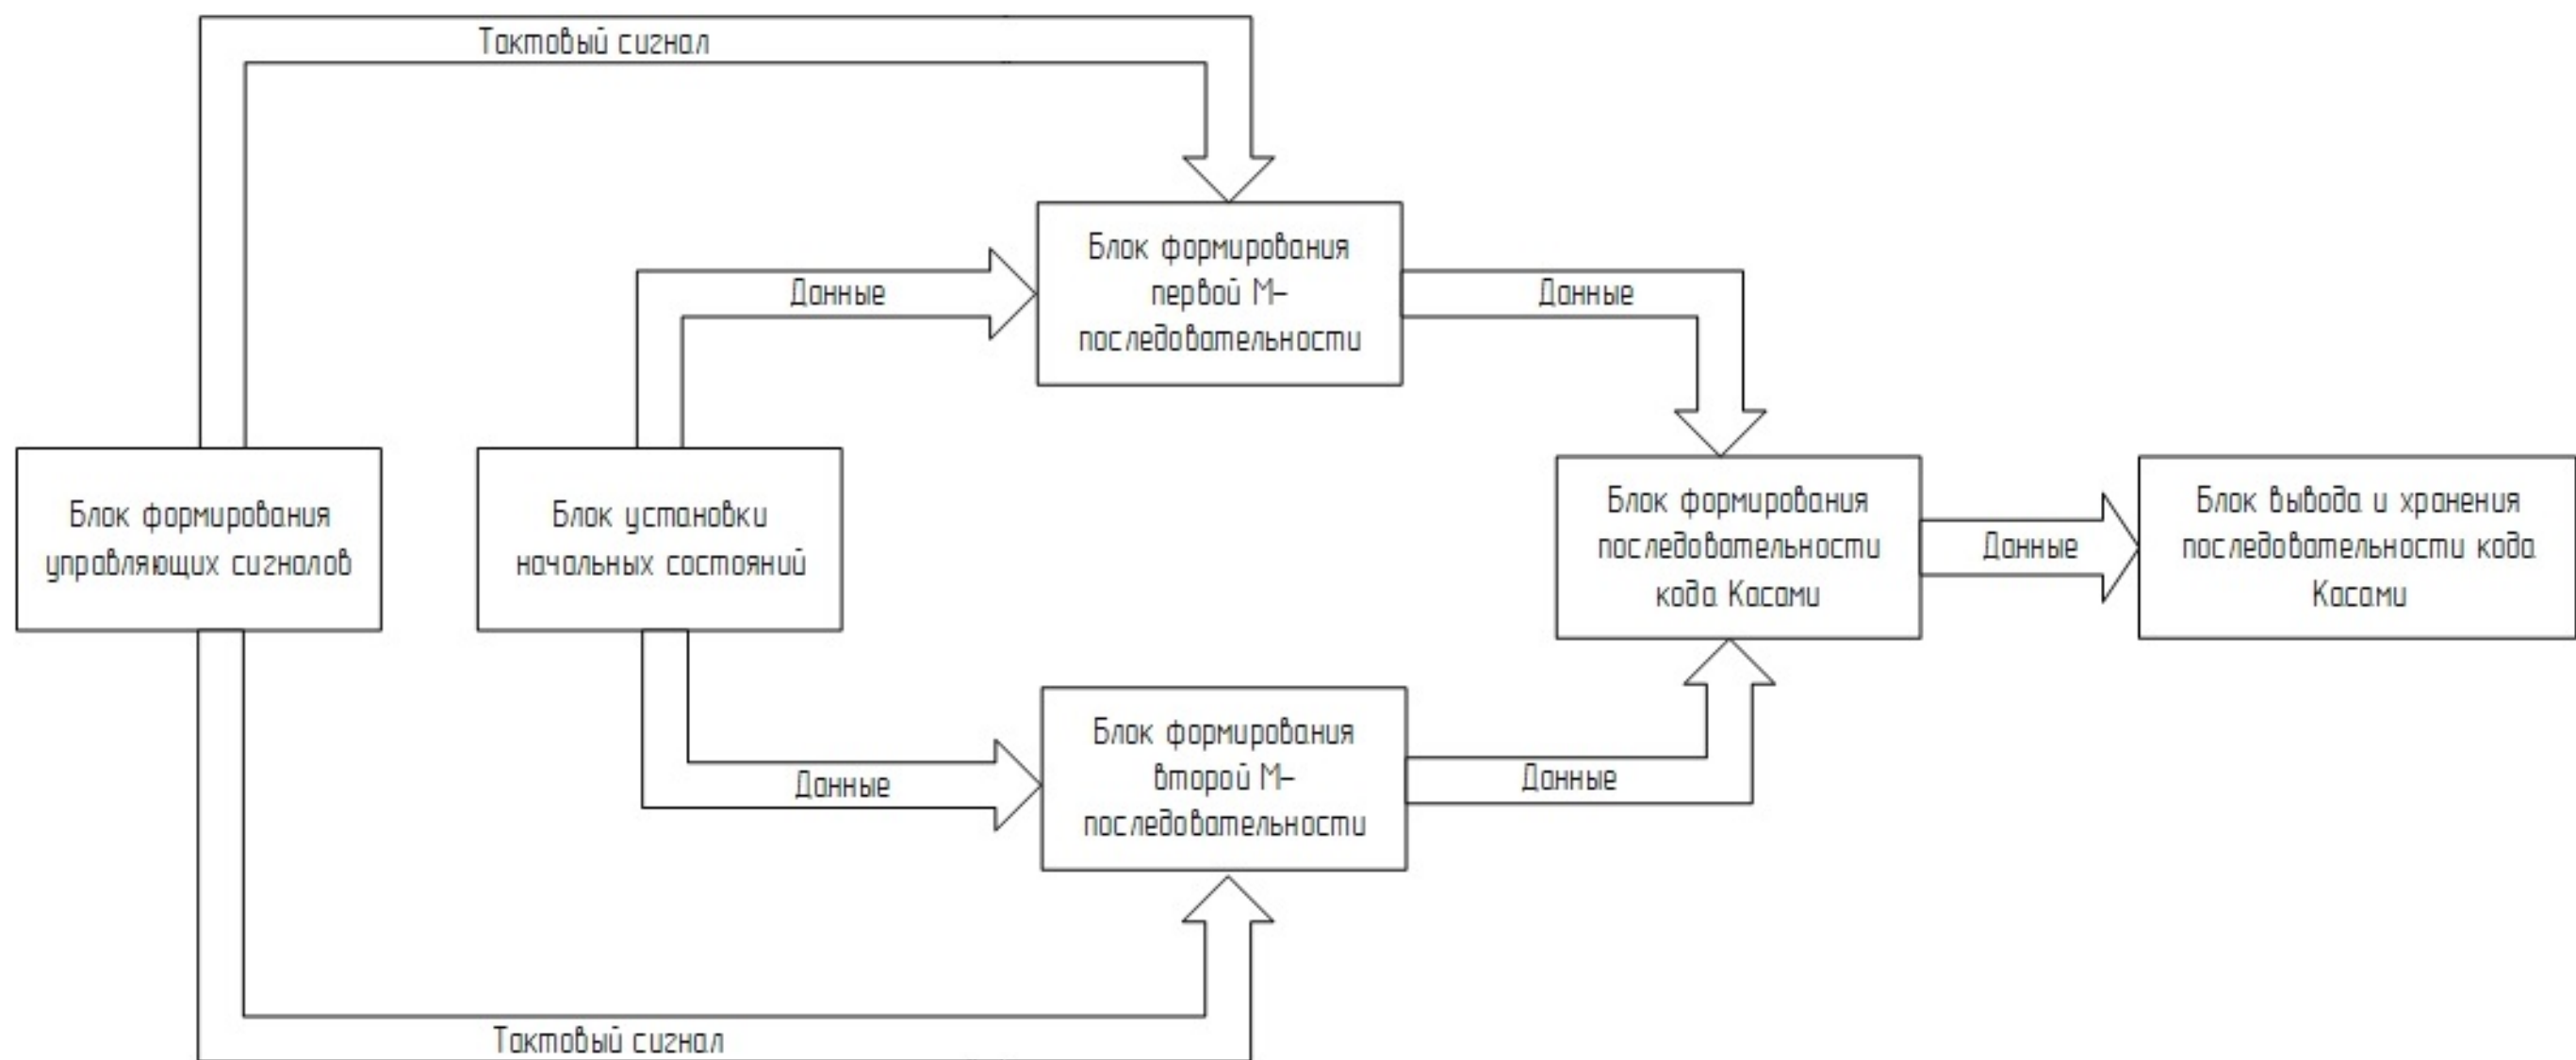 Тактовый сигнал
Блок формирования
первой М-
последовательности
Данные
Данные
Блок формирования
управляющих сигналов
Блок установки
начальных состояний
Блок формирования
последовательности
кода Касами
Данные
Блок вывода и хранения
последовательности кода
Касами
Блок формирования
второй М-
последовательности
Данные
Данные
Тактовый сигнал